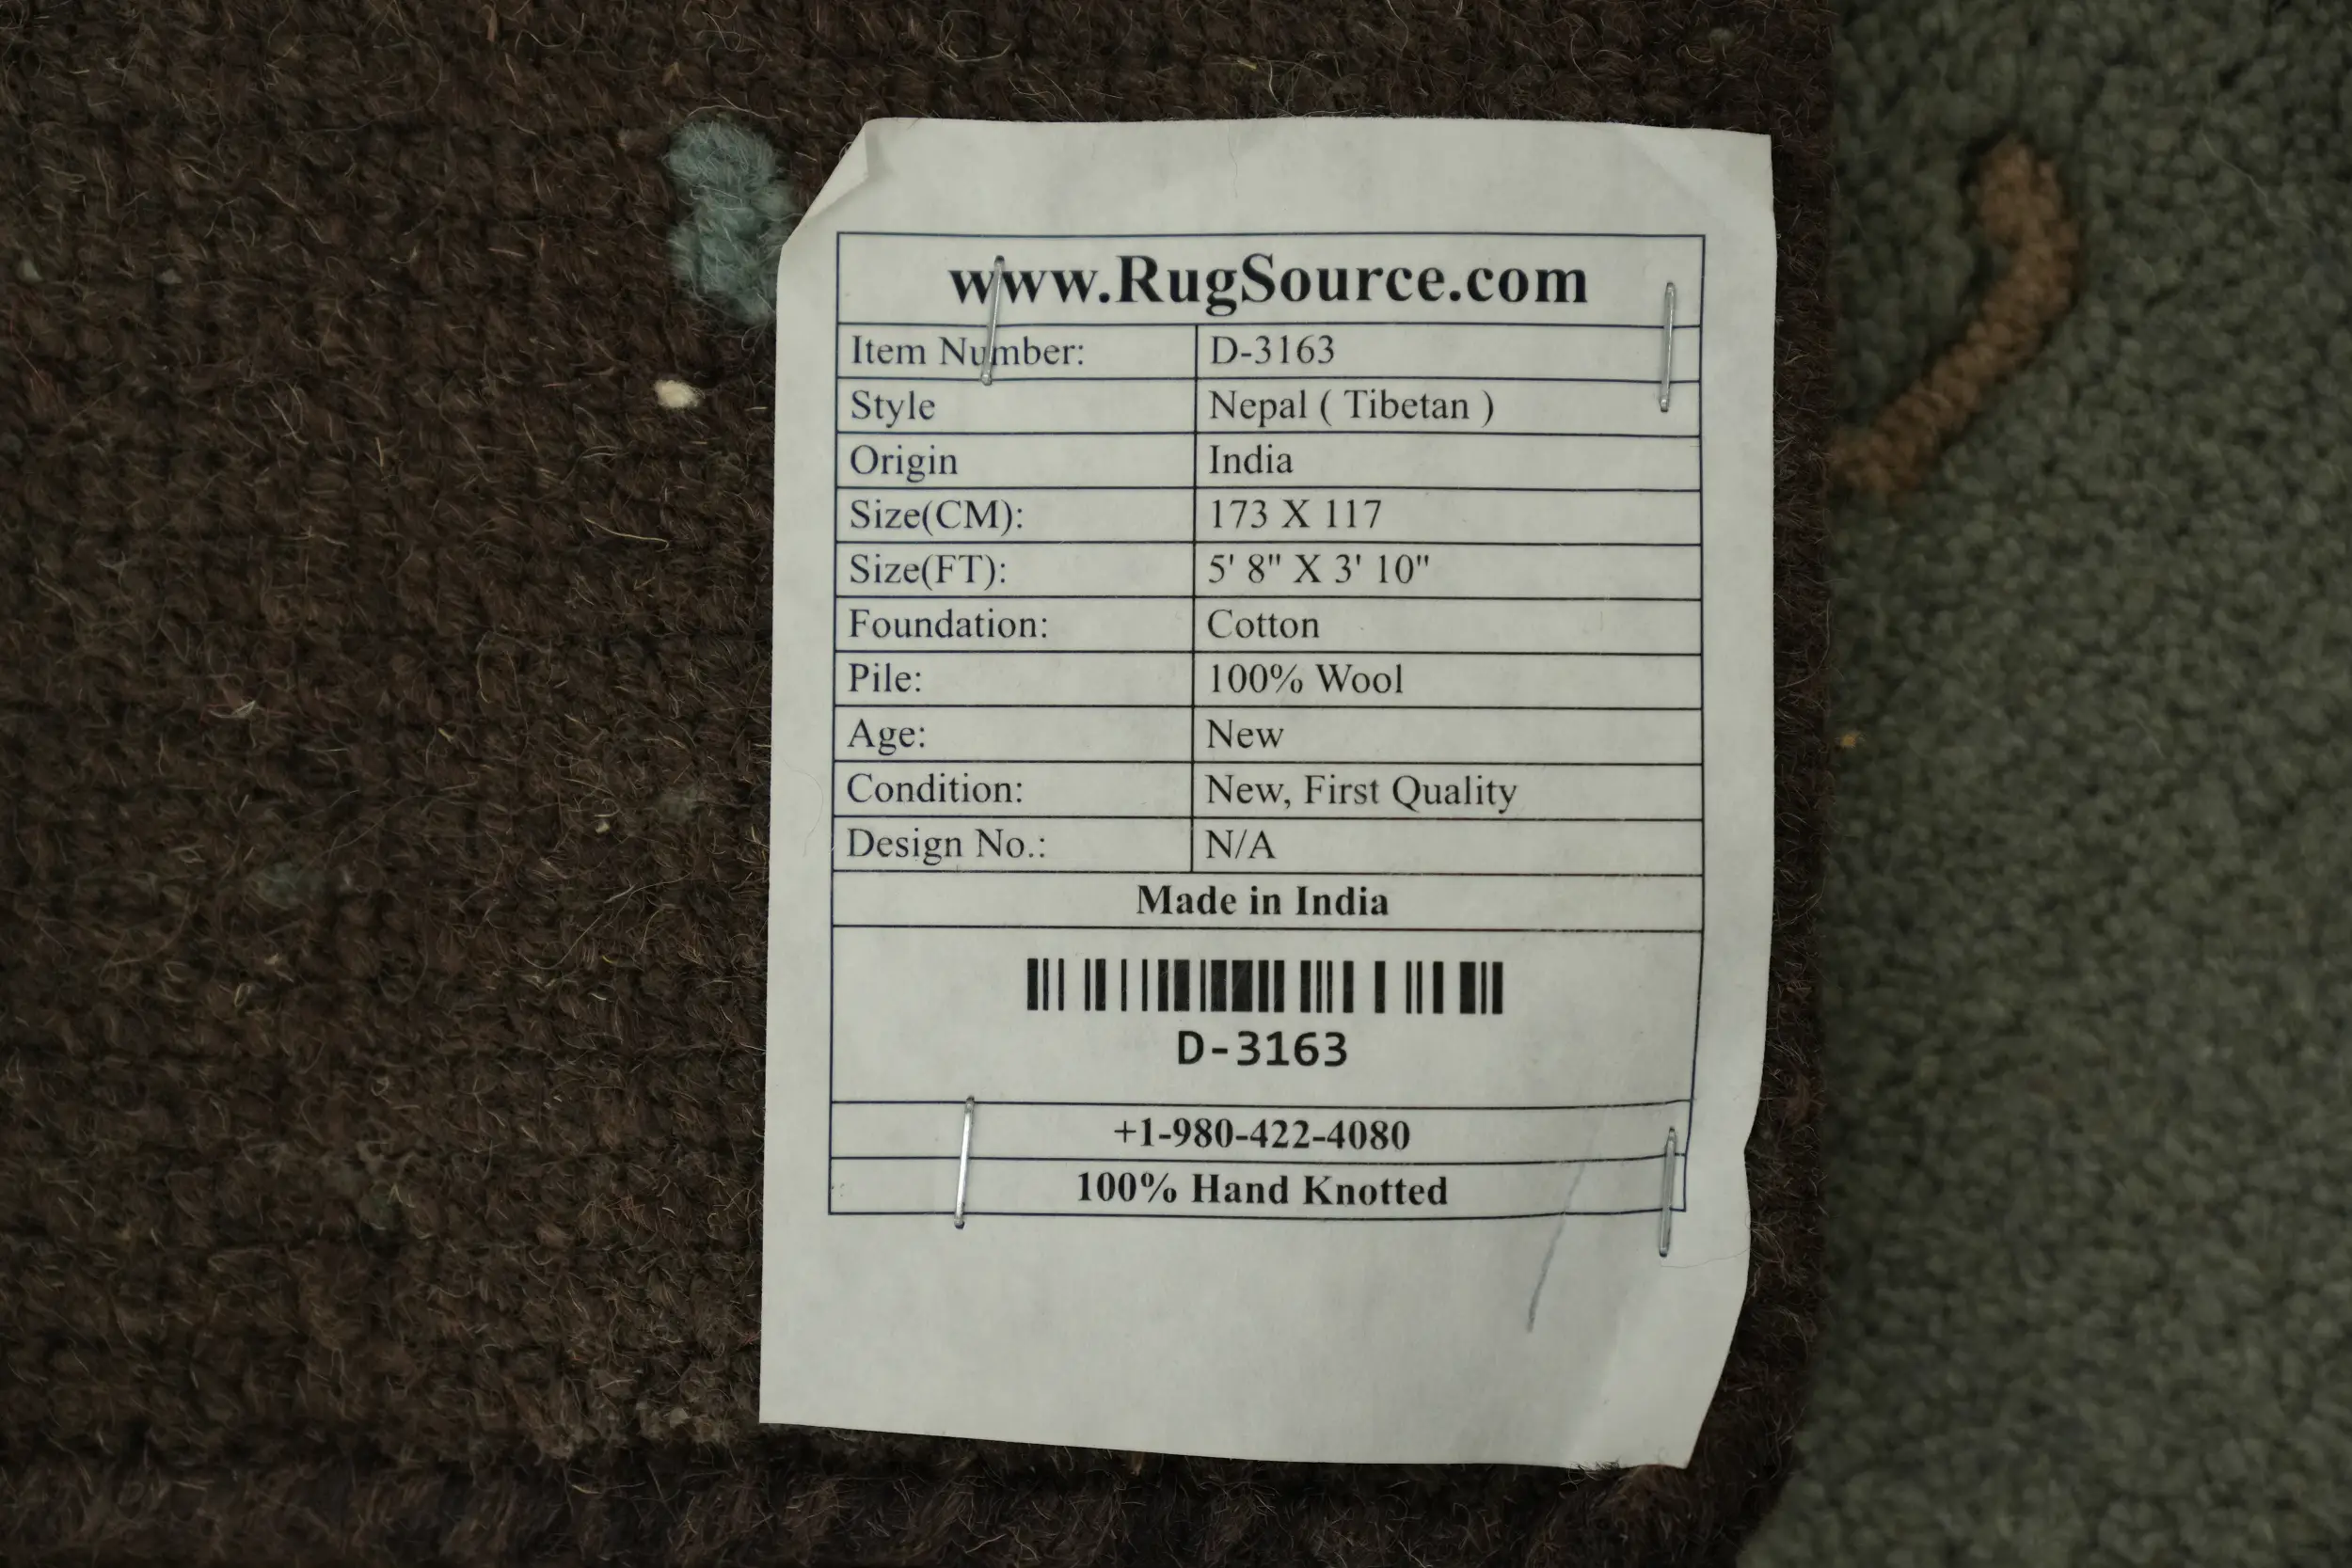 www.RugSource.com
Item Number: D-3163
Style Nepal ( Tibetan )
Origin India
Size(CM): 173 X 117
Size(FT): 5' 8" X 3' 10"
Foundation: Cotton
Pile: 100% Wool
Age: New
Condition: New, First Quality
Design No.: N/A
Made in India
D-3163
+1-980-422-4080
100% Hand Knotted